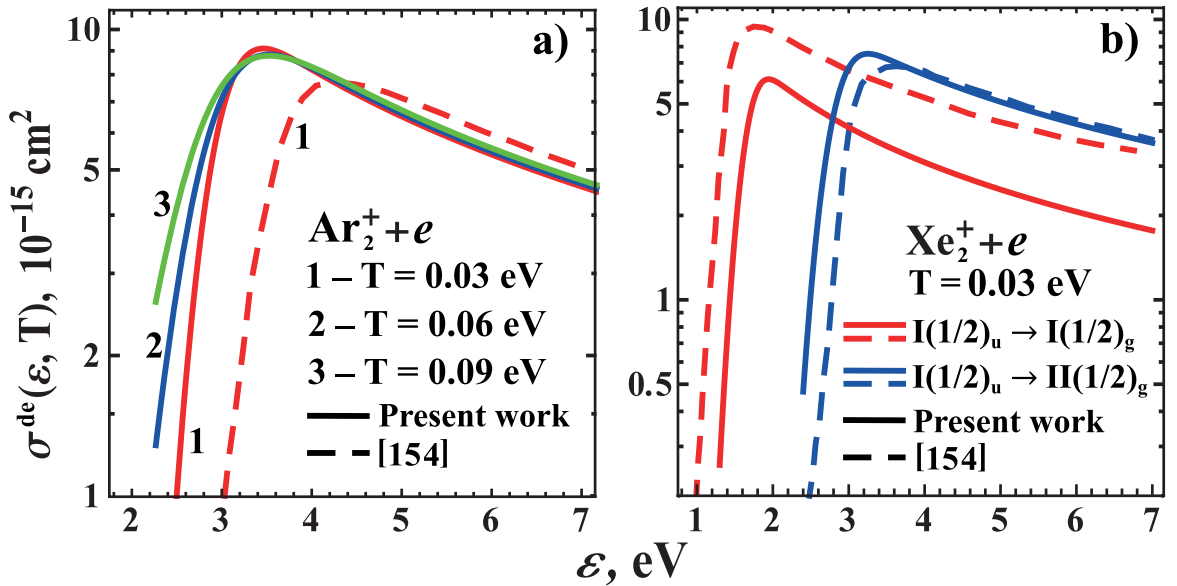 σ^de(ε, T), 10^−15 cm^2
10
5
2
1
a)
1
3
2
1
Ar2^+ + e
1 – T = 0.03 eV
2 – T = 0.06 eV
3 – T = 0.09 eV
Present work
[154]
2 3 4 5 6 7
10
5
1
0.5
b)
Xe2^+ + e
T = 0.03 eV
I(1/2)u → I(1/2)g
I(1/2)u → II(1/2)g
Present work
[154]
1 2 3 4 5 6 7
ε, eV